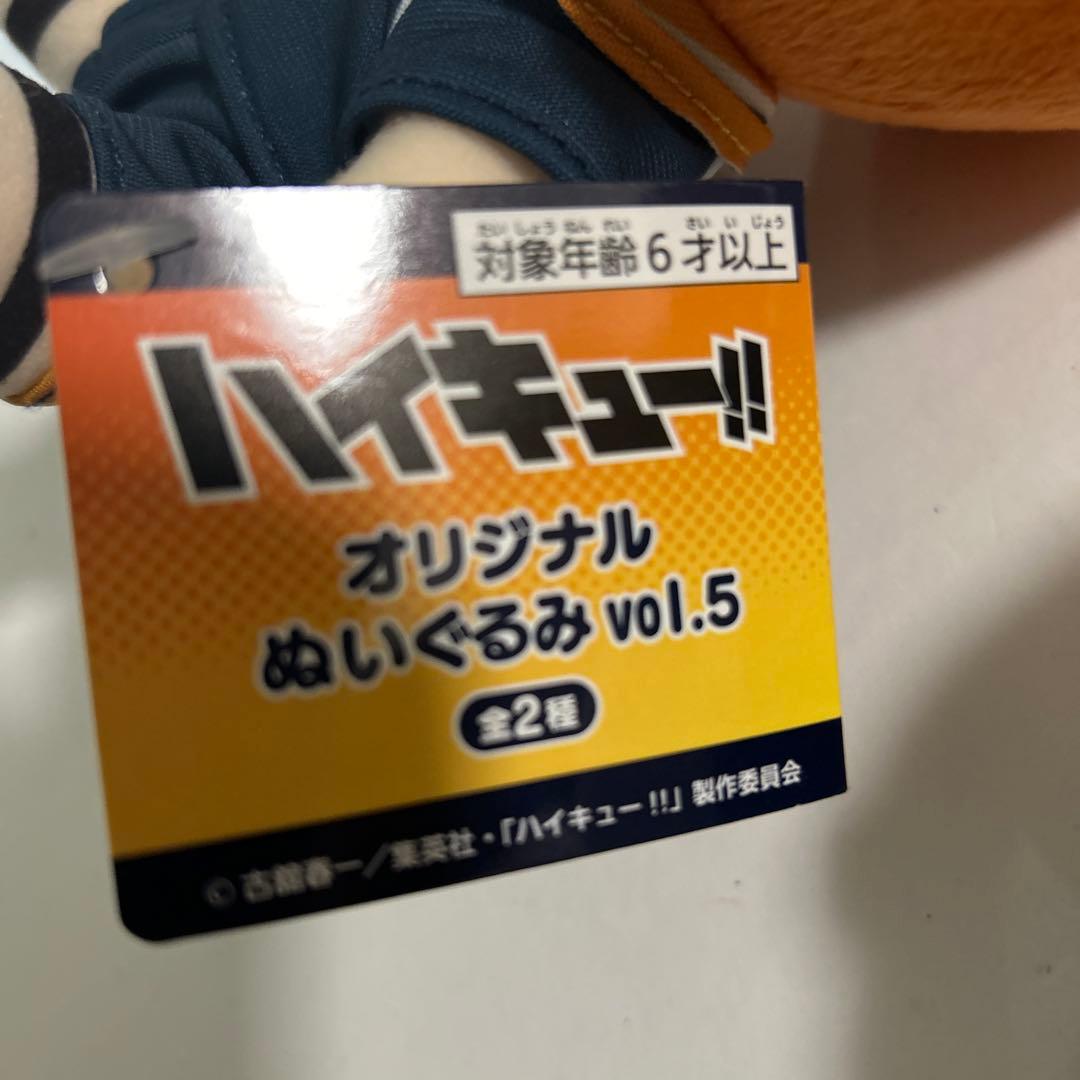 たいしょうねんれい さいいじょう
対象年齢6才以上
ハイキュー!!
オリジナル
ぬいぐるみ vol.5
全2種
© 古舘春一／集英社・「ハイキュー!!」製作委員会